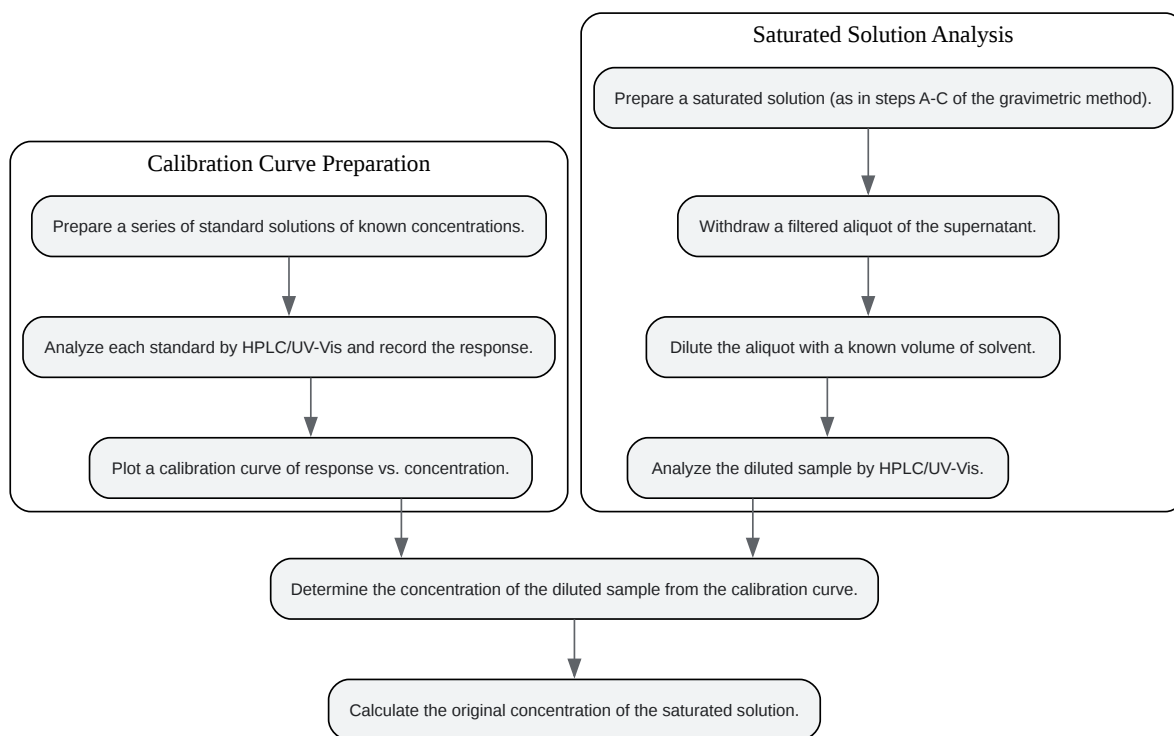 Saturated Solution Analysis
Prepare a saturated solution (as in steps A-C of the gravimetric method).
Withdraw a filtered aliquot of the supernatant.
Dilute the aliquot with a known volume of solvent.
Analyze the diluted sample by HPLC/UV-Vis.
Calibration Curve Preparation
Prepare a series of standard solutions of known concentrations.
Analyze each standard by HPLC/UV-Vis and record the response.
Plot a calibration curve of response vs. concentration.
Determine the concentration of the diluted sample from the calibration curve.
Calculate the original concentration of the saturated solution.